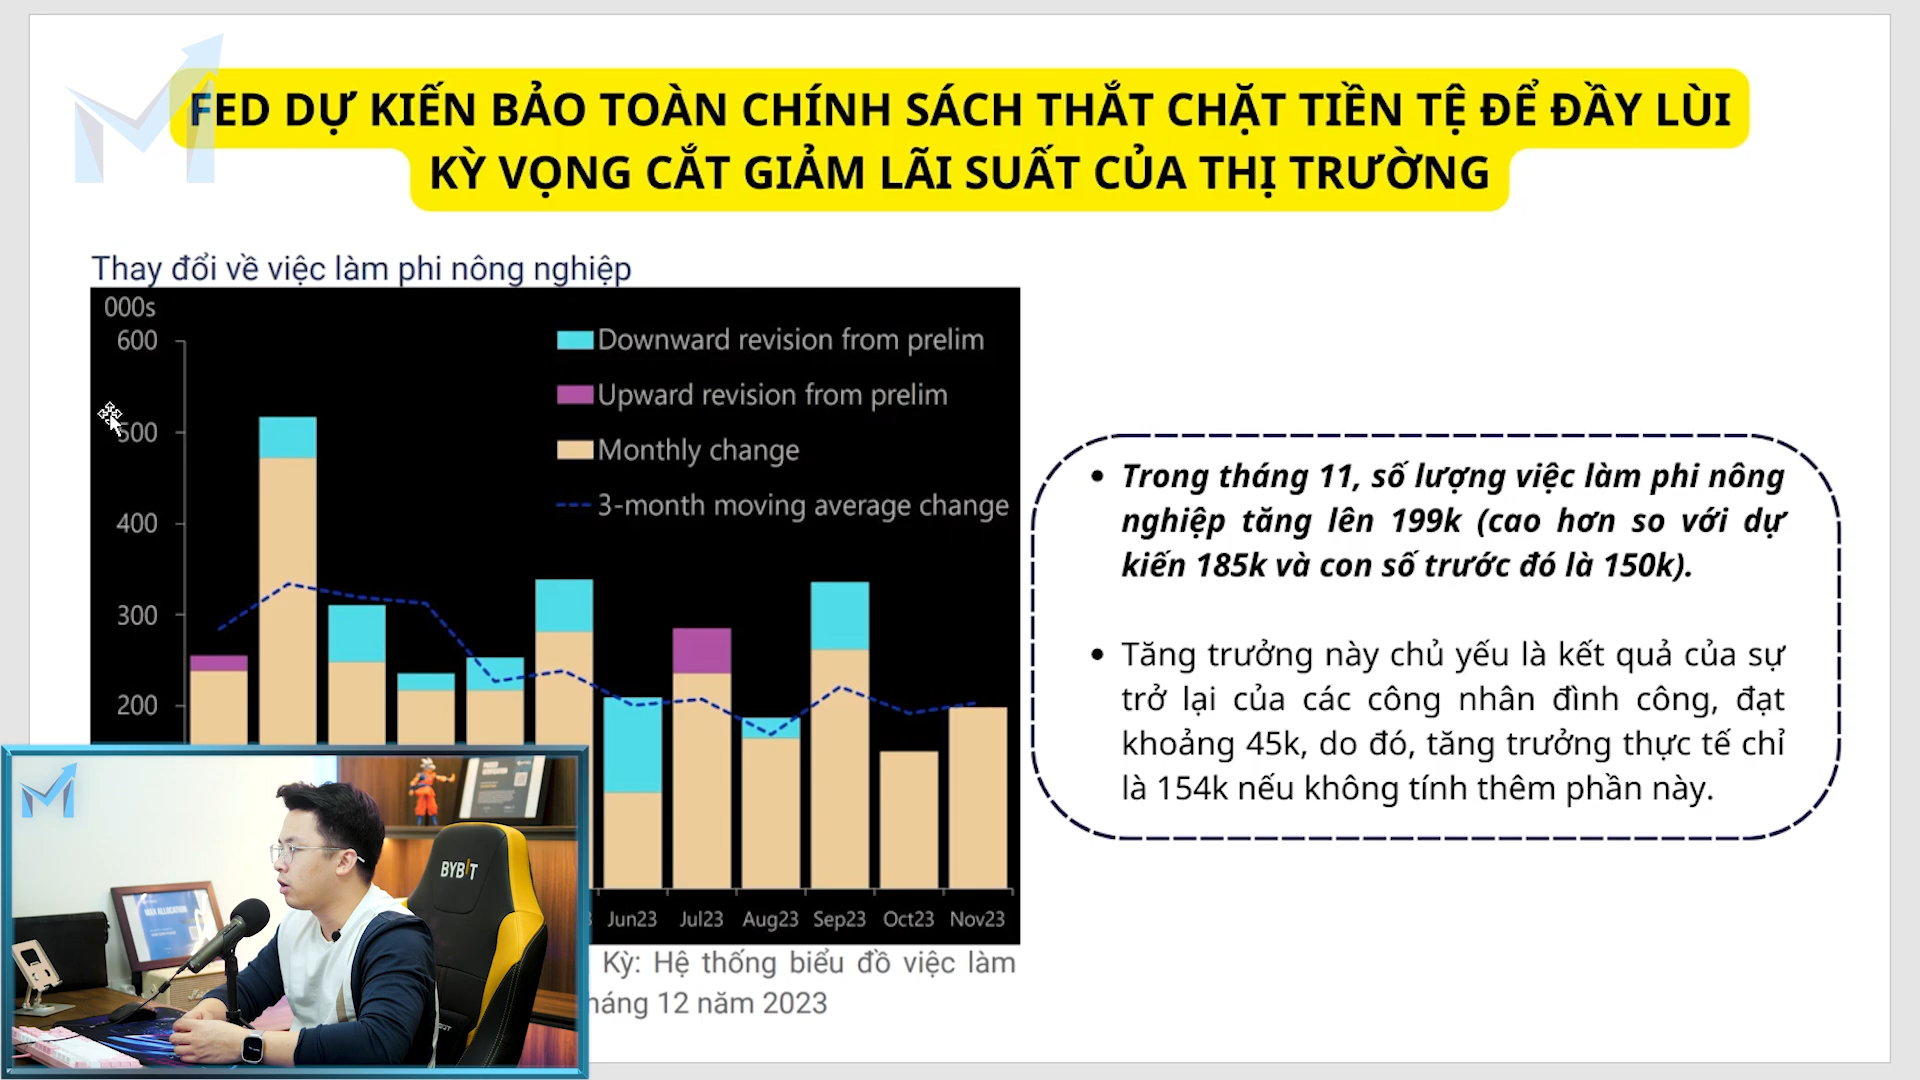 FED DỰ KIẾN BẢO TOÀN CHÍNH SÁCH THẮT CHẶT TIỀN TỆ ĐỂ ĐẦY LÙI
KỲ VỌNG CẮT GIẢM LÃI SUẤT CỦA THỊ TRƯỜNG
Thay đổi về việc làm phi nông nghiệp
000s
600
500
400
300
200
Downward revision from prelim
Upward revision from prelim
Monthly change
3-month moving average change
Jun23 Jul23 Aug23 Sep23 Oct23 Nov23
Kỳ: Hệ thống biểu đồ việc làm
háng 12 năm 2023
• Trong tháng 11, số lượng việc làm phi nông
nghiệp tăng lên 199k (cao hơn so với dự
kiến 185k và con số trước đó là 150k).
• Tăng trưởng này chủ yếu là kết quả của sự
trở lại của các công nhân đình công, đạt
khoảng 45k, do đó, tăng trưởng thực tế chỉ
là 154k nếu không tính thêm phần này.
BYBIT
MAX ALLOCATION